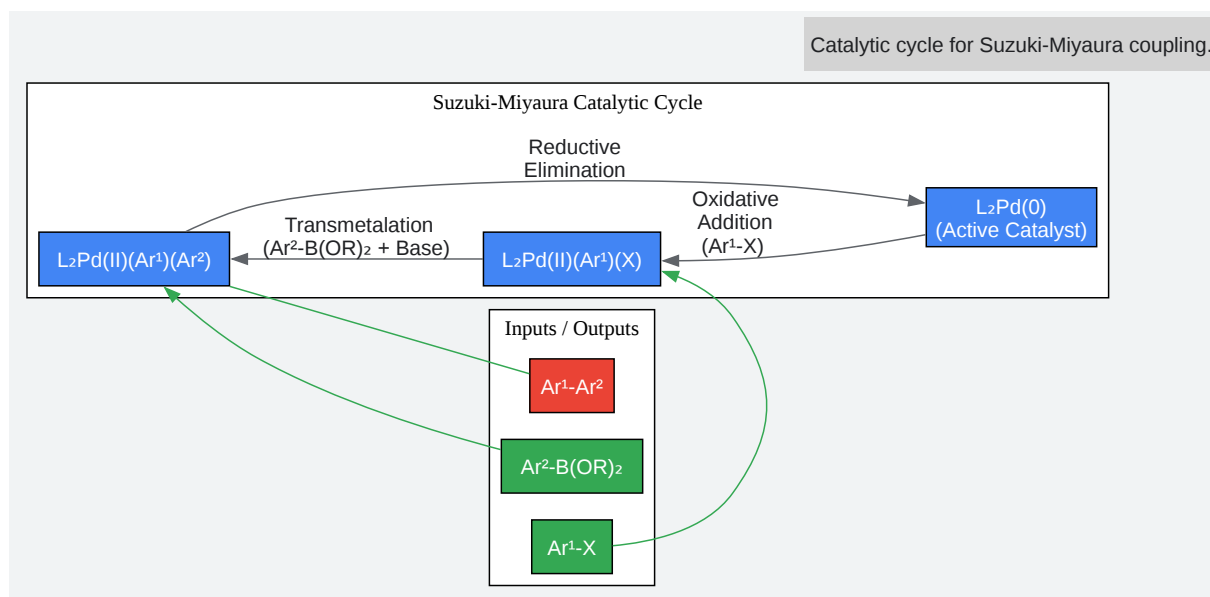 Catalytic cycle for Suzuki-Miyaura coupling.
Suzuki-Miyaura Catalytic Cycle
Reductive
Elimination
Oxidative
Addition
(Ar¹-X)
L₂Pd(0)
(Active Catalyst)
Transmetalation
(Ar²-B(OR)₂ + Base)
L₂Pd(II)(Ar¹)(Ar²)
L₂Pd(II)(Ar¹)(X)
Inputs / Outputs
Ar¹-Ar²
Ar²-B(OR)₂
Ar¹-X